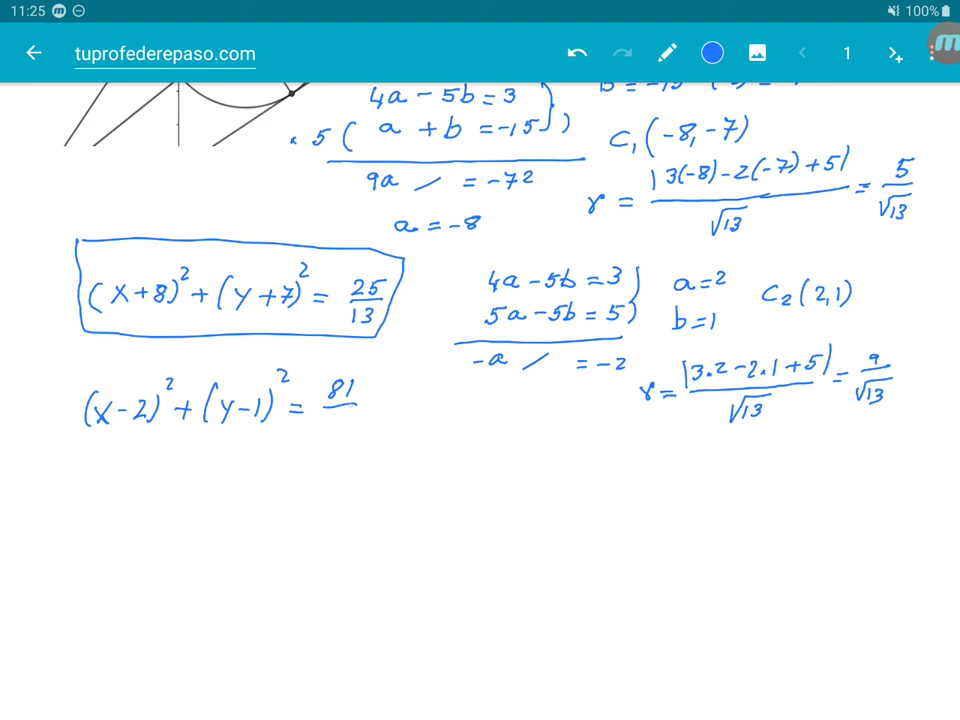 11:25 100%
tuprofederepaso.com 1
4a - 5b = 3
. 5 ( a + b = -15 )
9a / = -72
a = -8
C₁ (-8, -7)
r = |3(-8) - 2(-7) + 5| / √13 = 5/√13
(x+8)² + (y+7)² = 25/13
4a - 5b = 3
5a - 5b = 5
-a / = -2
a = 2
b = 1
C₂ (2,1)
r = |3.2 - 2.1 + 5| / √13 = 9/√13
(x-2)² + (y-1)² = 81